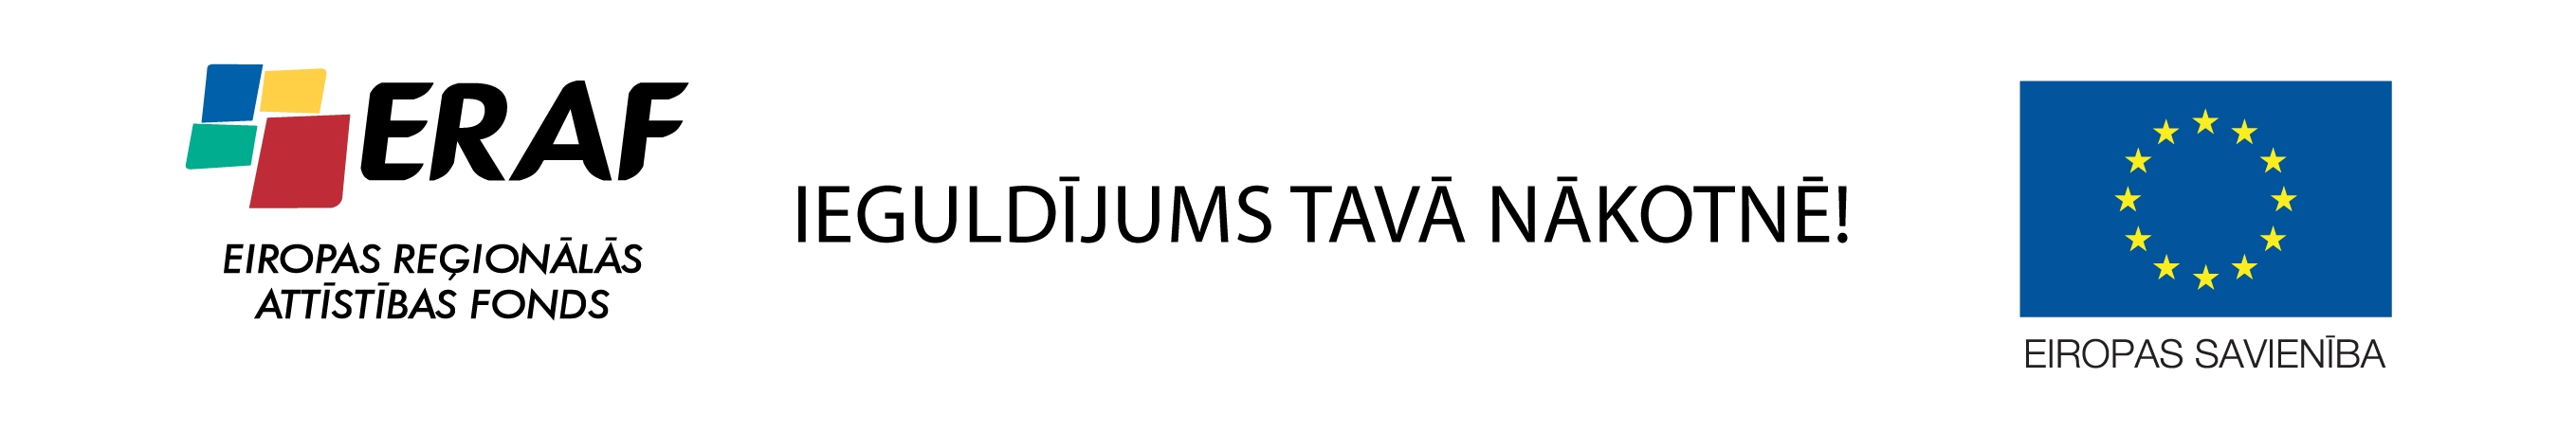 ERAF
EIROPAS REĢIONĀLĀS
ATTĪSTĪBAS FONDS
IEGULDĪJUMS TAVĀ NĀKOTNĒ!
EIROPAS SAVIENĪBA